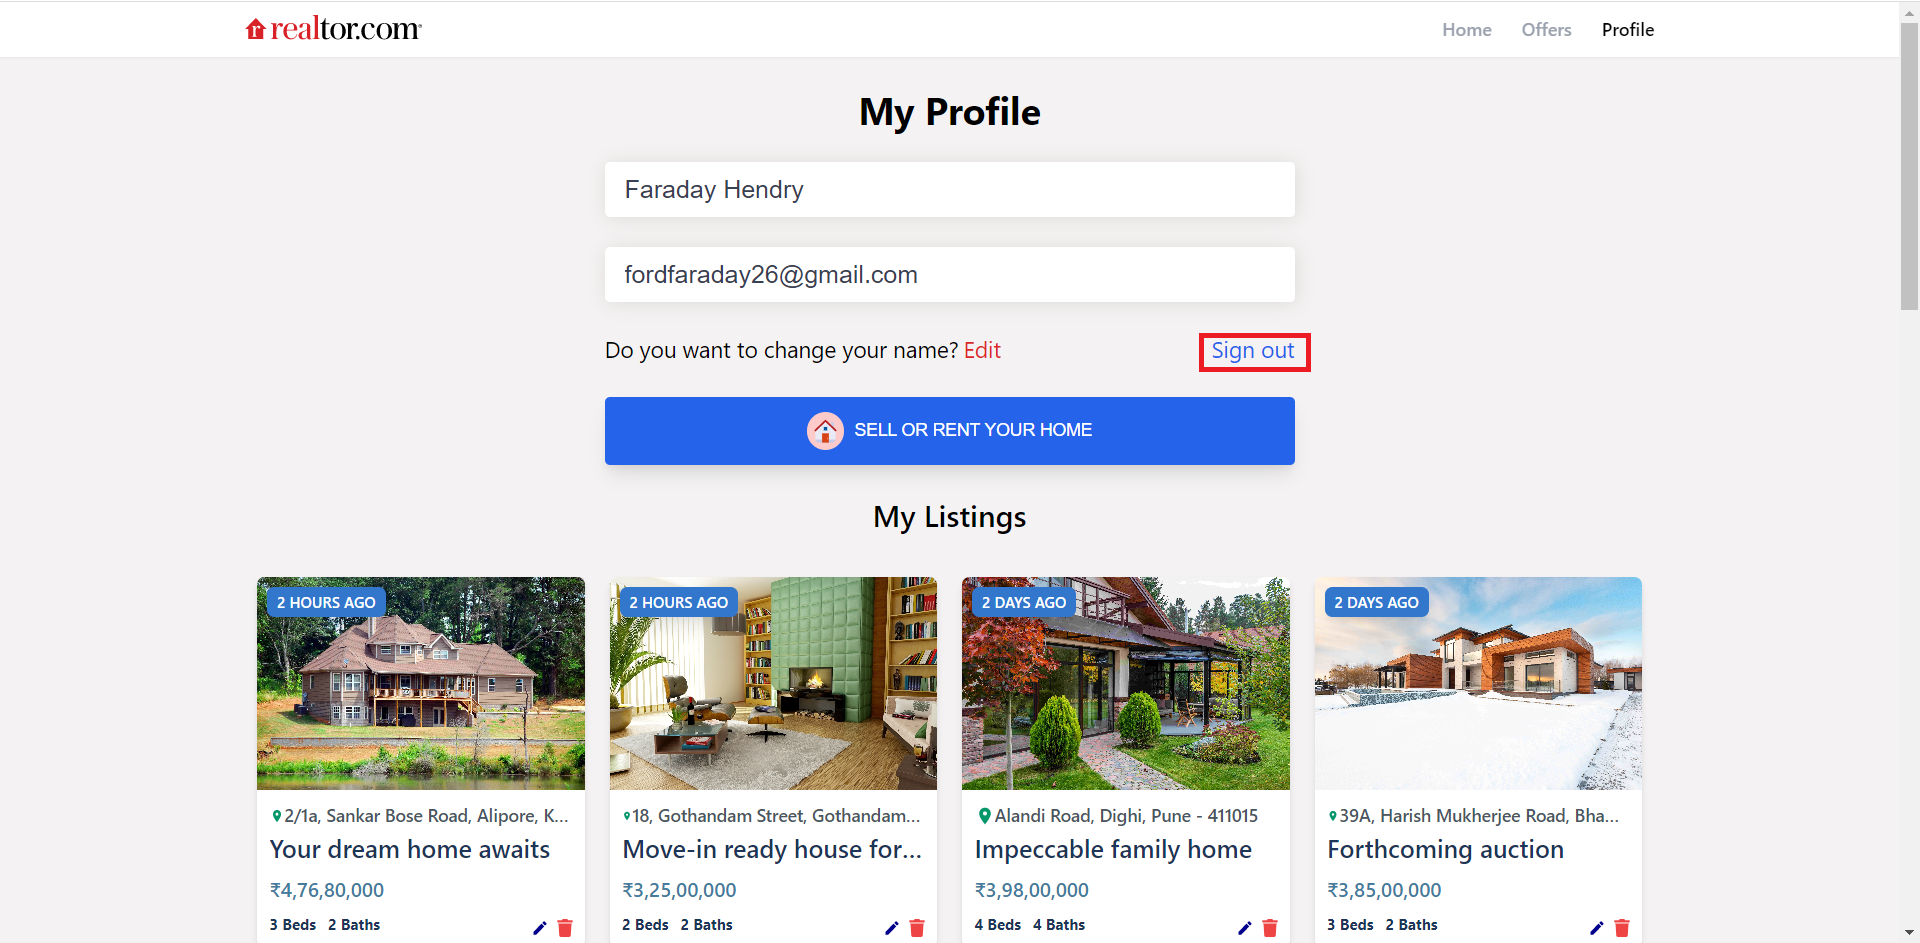 realtor.com
Home Offers Profile
My Profile
Faraday Hendry
fordfaraday26@gmail.com
Do you want to change your name? Edit Sign out
SELL OR RENT YOUR HOME
My Listings
2 HOURS AGO
2 HOURS AGO
2 DAYS AGO
2 DAYS AGO
2/1a, Sankar Bose Road, Alipore, K...
18, Gothandam Street, Gothandam...
Alandi Road, Dighi, Pune - 411015
39A, Harish Mukherjee Road, Bha...
Your dream home awaits
Move-in ready house for...
Impeccable family home
Forthcoming auction
₹4,76,80,000
₹3,25,00,000
₹3,98,00,000
₹3,85,00,000
3 Beds 2 Baths
2 Beds 2 Baths
4 Beds 4 Baths
3 Beds 2 Baths